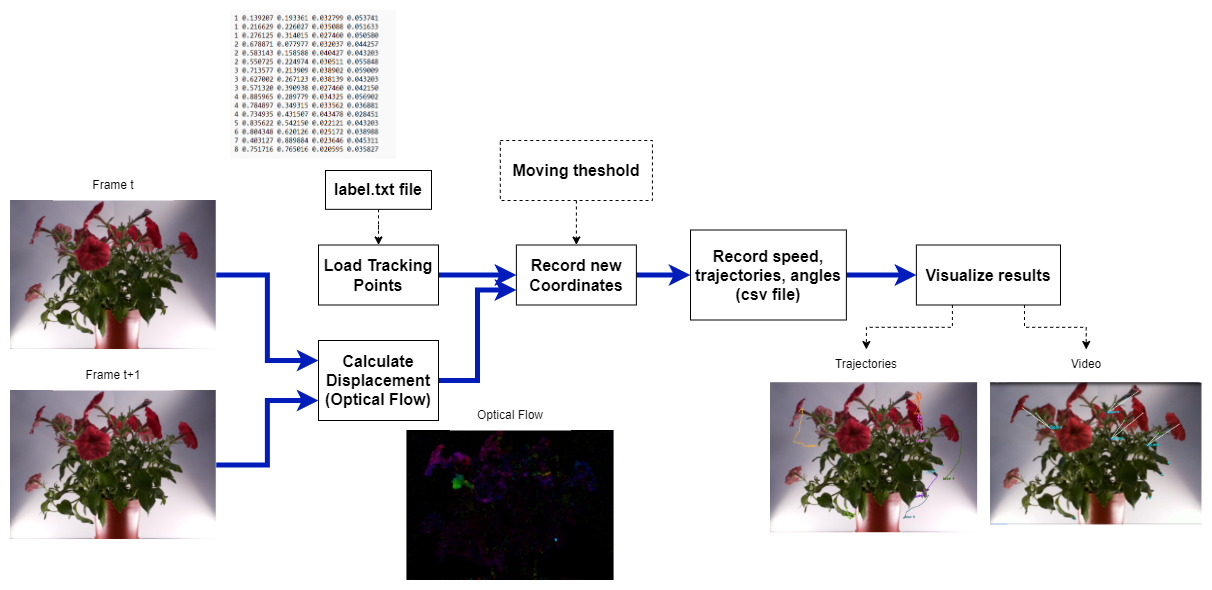 1 0.139207 0.193361 0.032799 0.053741
1 0.216629 0.226027 0.035088 0.051633
1 0.276125 0.314015 0.027460 0.050580
2 0.678871 0.077977 0.032037 0.044257
2 0.583143 0.158588 0.040427 0.043203
2 0.550725 0.224974 0.030511 0.055848
3 0.713577 0.213909 0.038902 0.059009
3 0.627002 0.267123 0.038139 0.043203
3 0.571320 0.390938 0.027460 0.042150
4 0.885965 0.289779 0.034325 0.056902
4 0.784897 0.349315 0.033562 0.036881
4 0.734935 0.431507 0.043478 0.028451
5 0.835622 0.542150 0.022121 0.043203
6 0.804348 0.620126 0.025172 0.038988
7 0.403127 0.889884 0.023646 0.045311
8 0.751716 0.765016 0.020595 0.035827
Frame t
label.txt file
Moving theshold
Load Tracking
Points
Record new
Coordinates
Record speed,
trajectories, angles
(csv file)
Visualize results
Frame t+1
Calculate
Displacement
(Optical Flow)
Optical Flow
Trajectories
Video